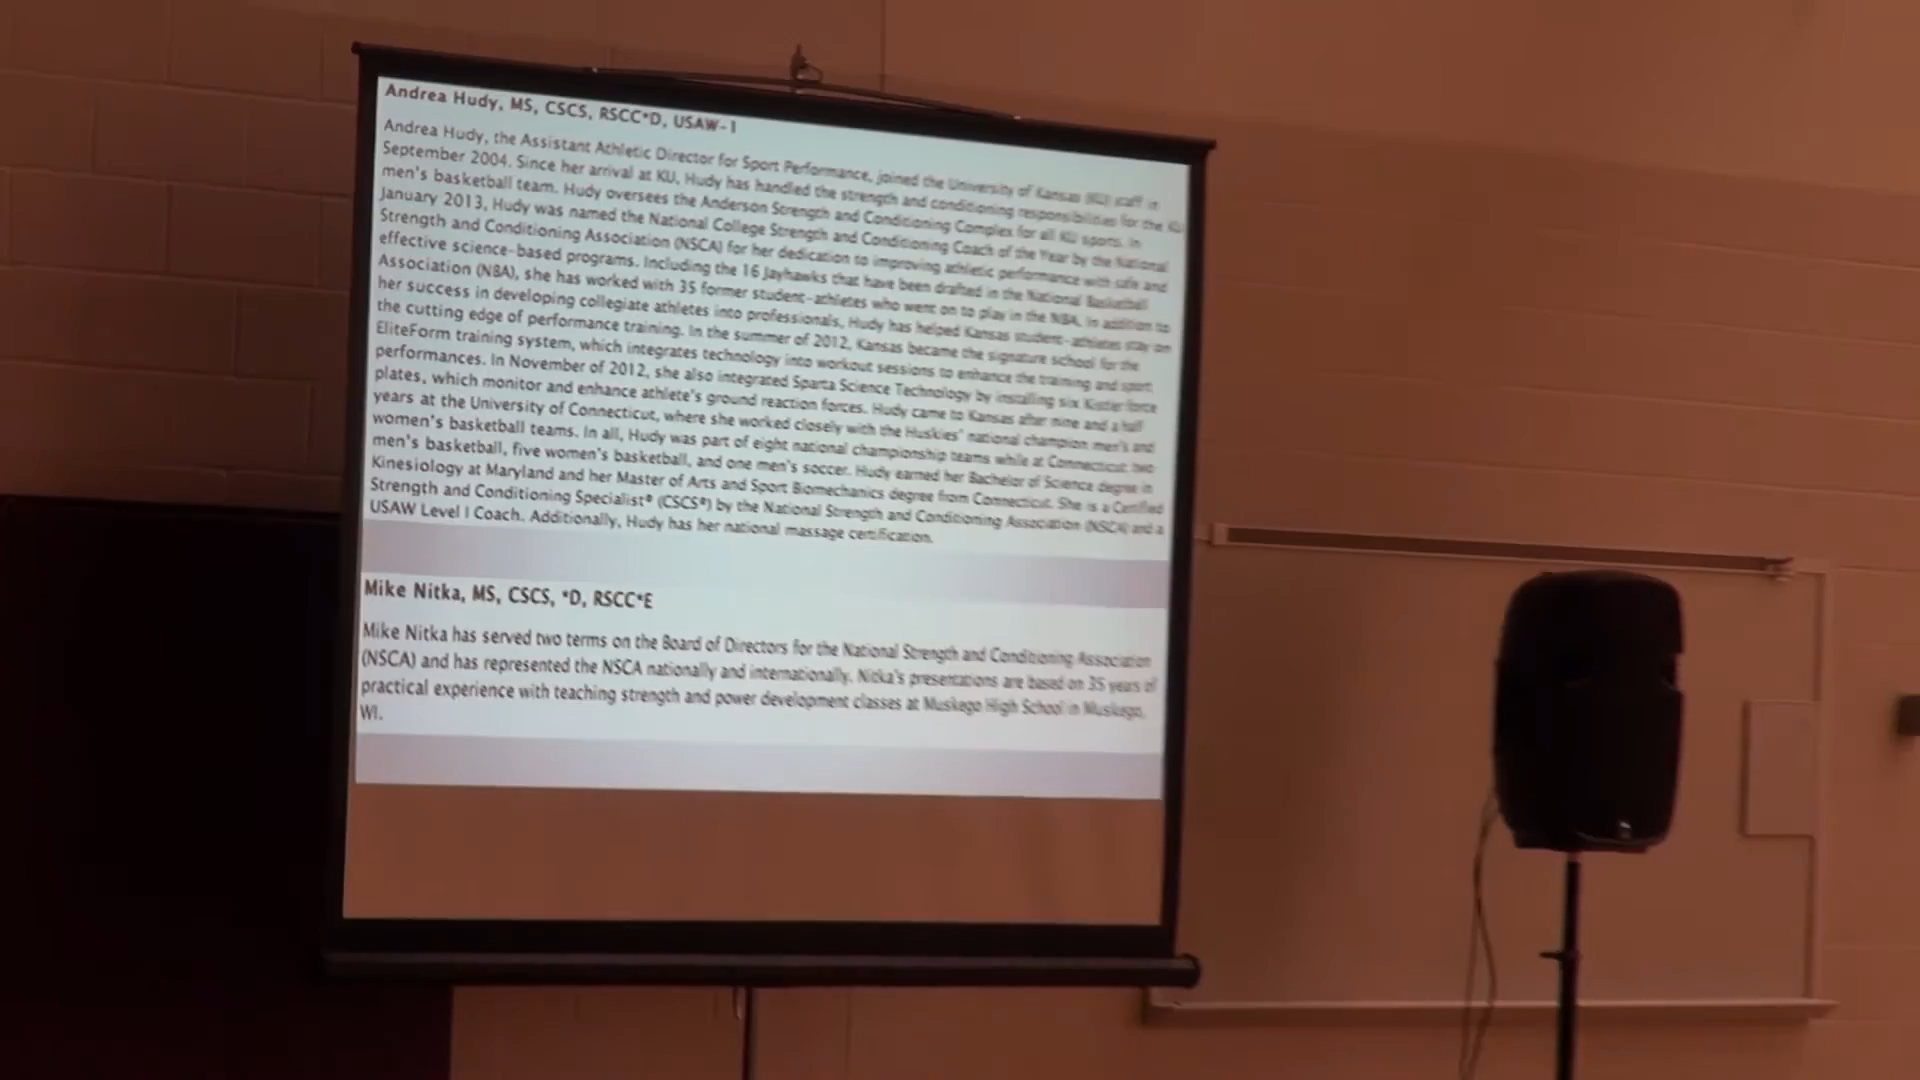 Andrea Hudy, MS, CSCS, RSCC*D, USAW-1
Andrea Hudy, the Assistant Athletic Director for Sport Performance, joined the University of Kansas (KU) staff in
September 2004. Since her arrival at KU, Hudy has handled the strength and conditioning responsibilities for the KU
men's basketball team. Hudy oversees the Anderson Strength and Conditioning Complex for all KU sports. In
January 2013, Hudy was named the National College Strength and Conditioning Coach of the Year by the National
Strength and Conditioning Association (NSCA) for her dedication to improving athletic performance with safe and
effective science-based programs. Including the 16 Jayhawks that have been drafted in the National Basketball
Association (NBA), she has worked with 35 former student-athletes who went on to play in the NBA. In addition to
her success in developing collegiate athletes into professionals, Hudy has helped Kansas student-athletes stay on
the cutting edge of performance training. In the summer of 2012, Kansas became the signature school for the
EliteForm training system, which integrates technology into workout sessions to enhance the training and sport
performances. In November of 2012, she also integrated Sparta Science Technology by installing six Kistler force
plates, which monitor and enhance athlete's ground reaction forces. Hudy came to Kansas after nine and a half
years at the University of Connecticut, where she worked closely with the Huskies' national champion men's and
women's basketball teams. In all, Hudy was part of eight national championship teams while at Connecticut: two
men's basketball, five women's basketball, and one men's soccer. Hudy earned her Bachelor of Science degree in
Kinesiology at Maryland and her Master of Arts and Sport Biomechanics degree from Connecticut. She is a Certified
Strength and Conditioning Specialist® (CSCS®) by the National Strength and Conditioning Association (NSCA) and a
USAW Level I Coach. Additionally, Hudy has her national massage certification.
Mike Nitka, MS, CSCS, *D, RSCC*E
Mike Nitka has served two terms on the Board of Directors for the National Strength and Conditioning Association
(NSCA) and has represented the NSCA nationally and internationally. Nitka's presentations are based on 35 years of
practical experience with teaching strength and power development classes at Muskego High School in Muskego,
WI.